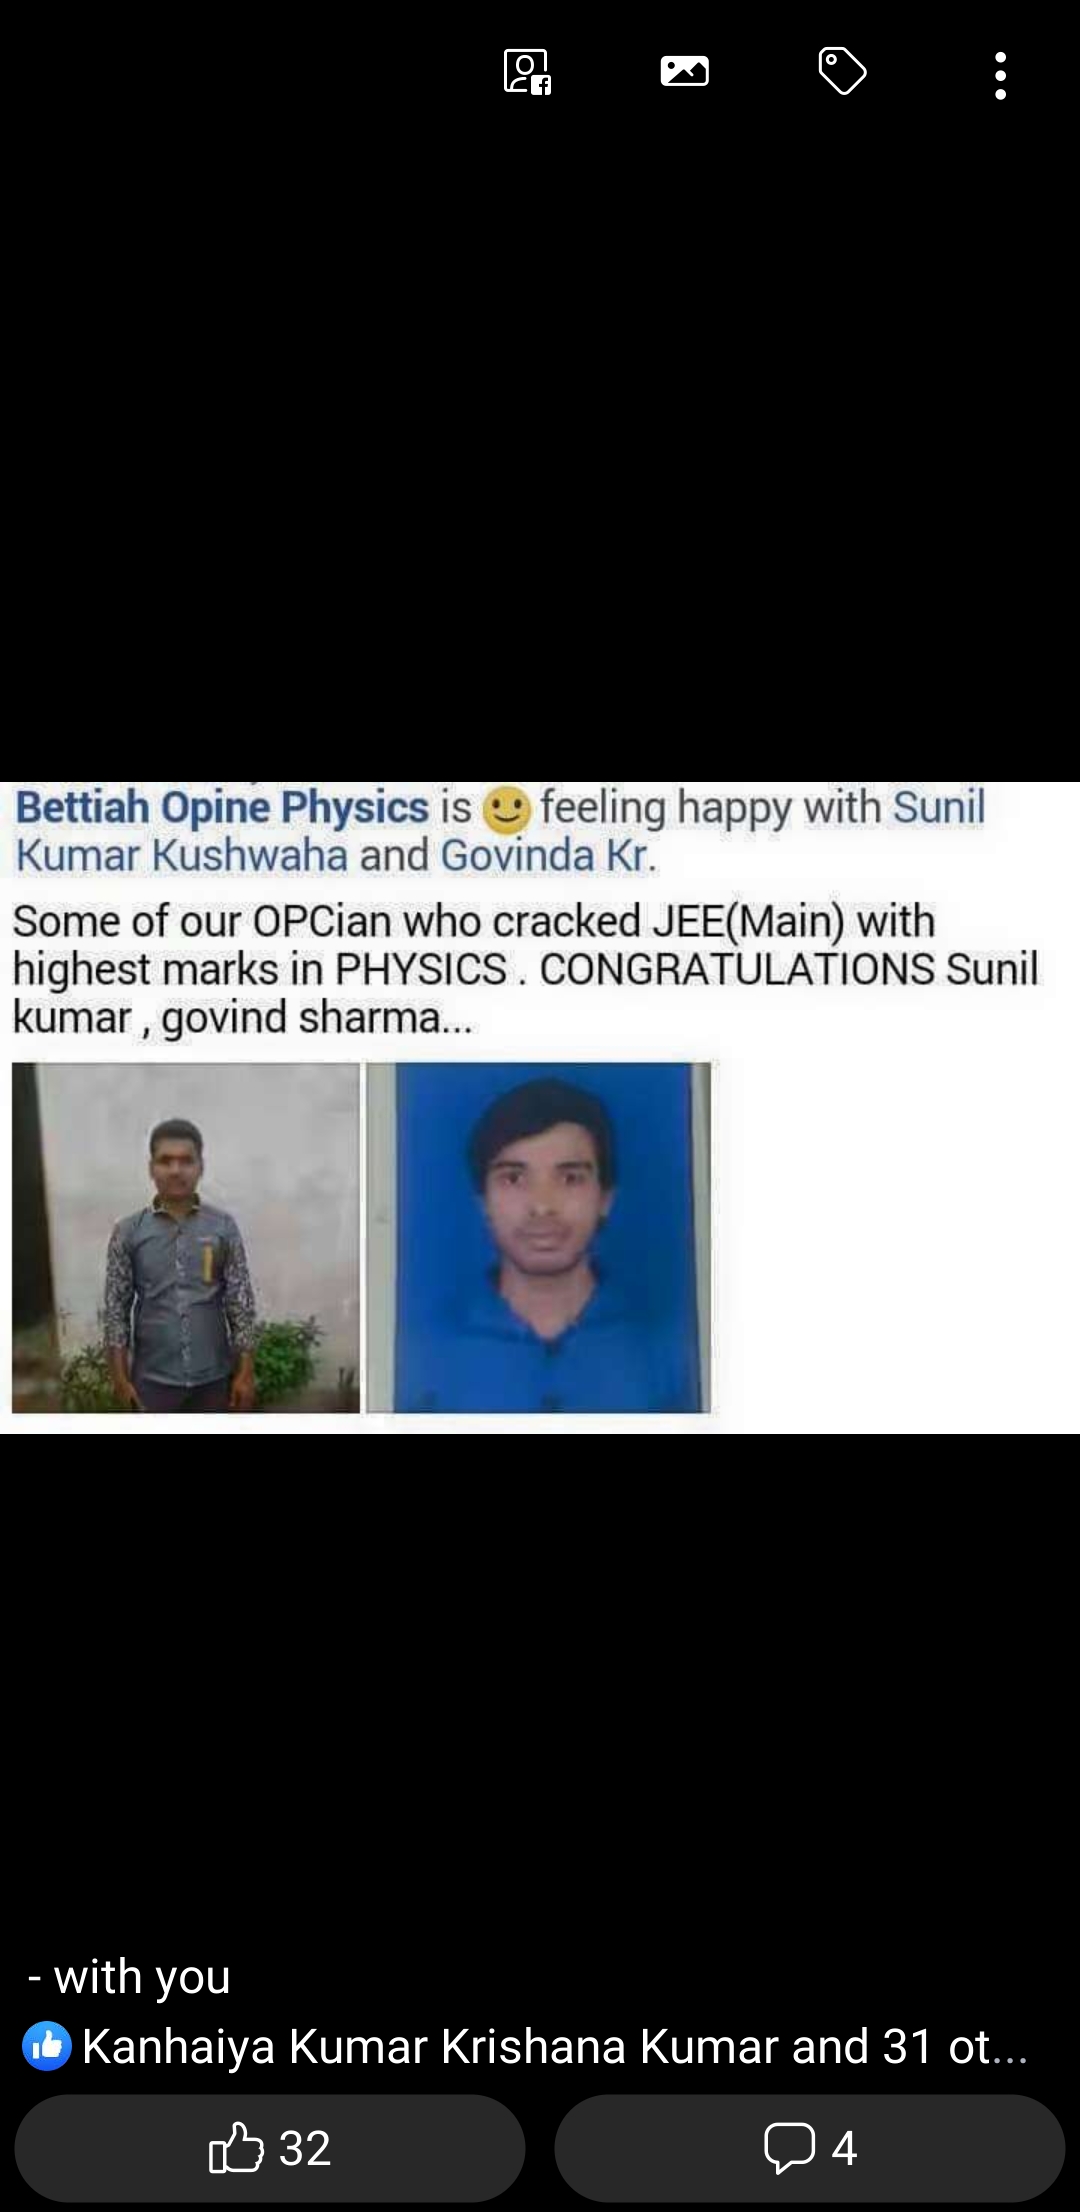 Bettiah Opine Physics is 🙂 feeling happy with Sunil
Kumar Kushwaha and Govinda Kr.
Some of our OPCian who cracked JEE(Main) with
highest marks in PHYSICS . CONGRATULATIONS Sunil
kumar , govind sharma...
- with you
Kanhaiya Kumar Krishana Kumar and 31 ot...
32
4